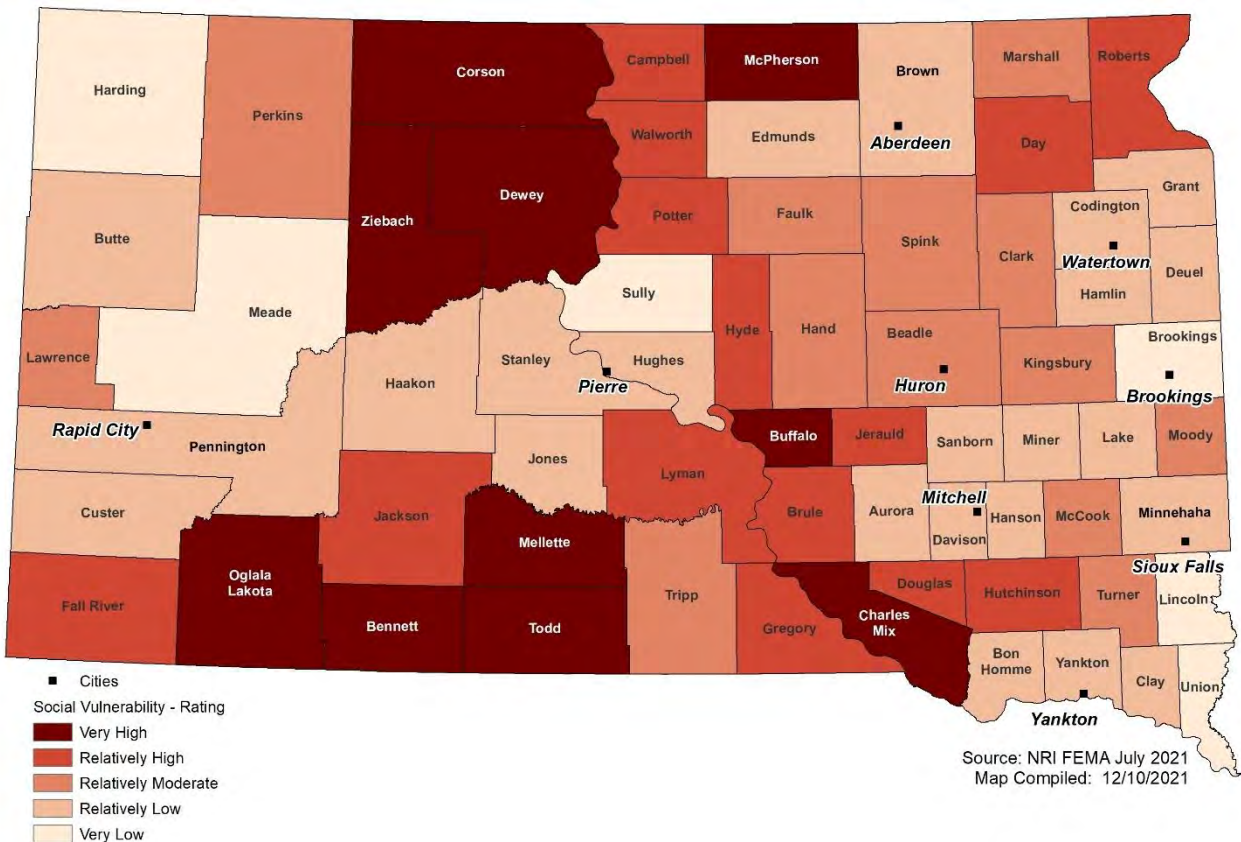 Corson
Campbell
McPherson
Brown
Marshall
Roberts
Harding
Perkins
Walworth
Edmunds
Aberdeen
Day
Grant
Dewey
Ziebach
Potter
Faulk
Codington
Butte
Spink
Clark
Watertown
Deuel
Hamlin
Meade
Sully
Hyde
Hand
Beadle
Brookings
Lawrence
Stanley
Hughes
Kingsbury
Haakon
Pierre
Huron
Brookings
Rapid City
Pennington
Buffalo
Jerauld
Sanborn
Miner
Lake
Moody
Jones
Lyman
Custer
Jackson
Mitchell
Brule
Aurora
Hanson
McCook
Minnehaha
Davison
Mellette
Sioux Falls
Oglala
Lakota
Fall River
Bennett
Todd
Tripp
Gregory
Douglas
Charles
Mix
Hutchinson
Turner
Lincoln
Bon
Homme
Yankton
Clay
Union
Yankton
Cities
Social Vulnerability - Rating
Very High
Relatively High
Relatively Moderate
Relatively Low
Very Low
Source: NRI FEMA July 2021
Map Compiled: 12/10/2021